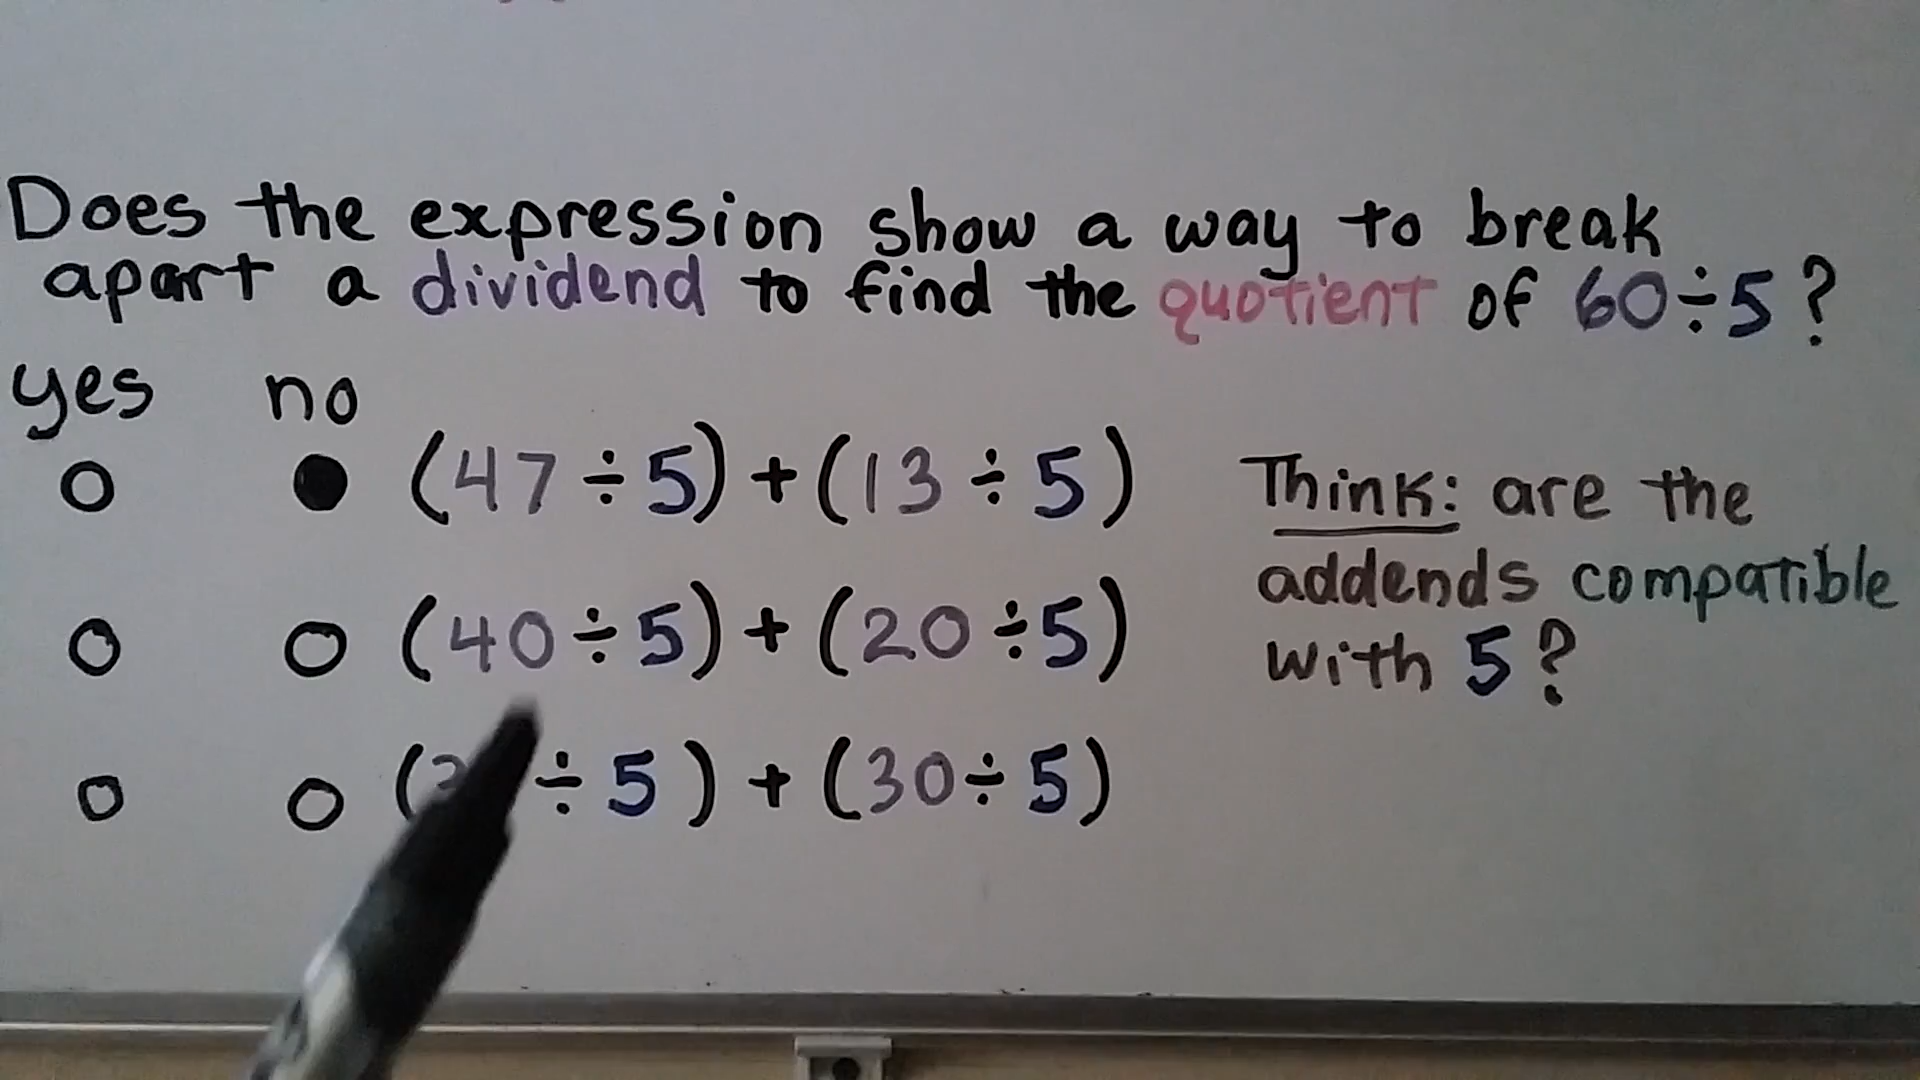 Does the expression show a way to break
apart a dividend to find the quotient of 60÷5?
yes no
(47÷5)+(13÷5)
(40÷5)+(20÷5)
÷5)+(30÷5)
Think: are the
addends compatible
with 5?